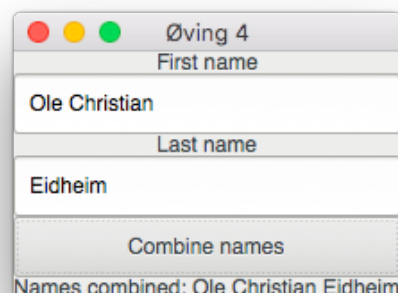 Øving 4
First name
Ole Christian
Last name
Eidheim
Combine names
Names combined: Ole Christian Eidheim